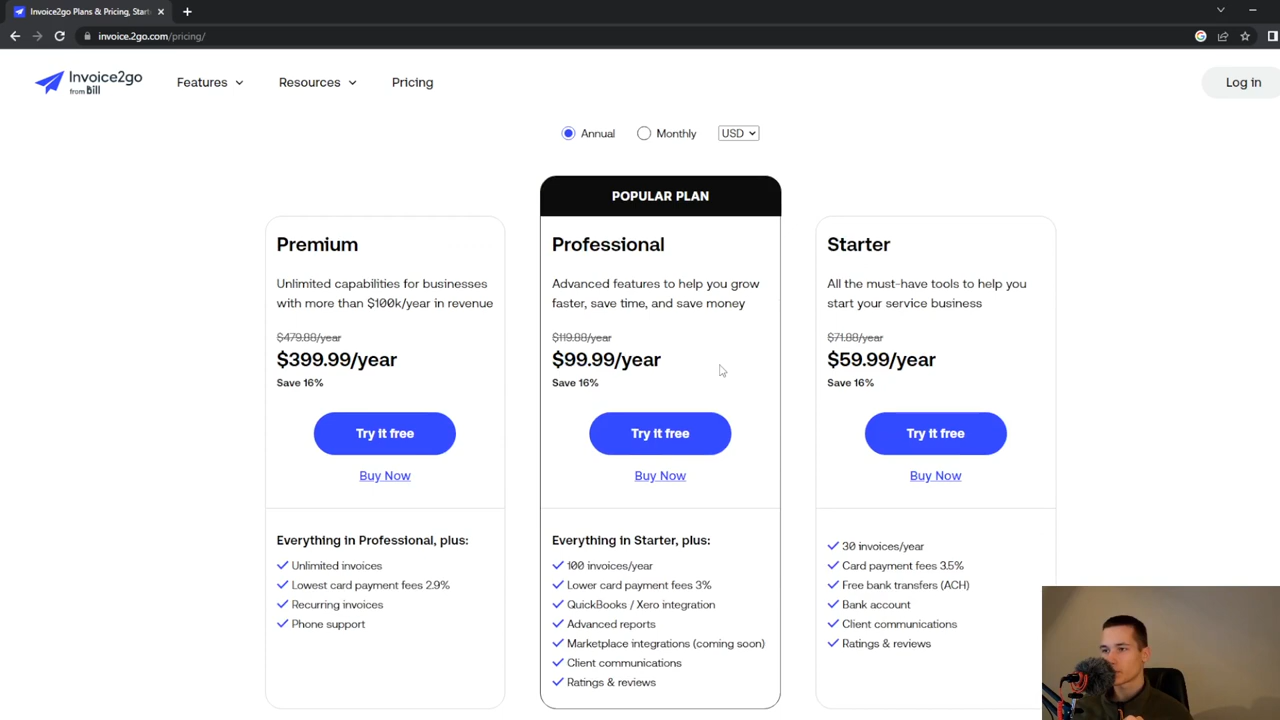 Invoice2go Plans & Pricing, Start
invoice.2go.com/pricing/
Invoice2go
from Bill
Features
Resources
Pricing
Log in
Annual
Monthly
USD
Premium
Unlimited capabilities for businesses
with more than $100k/year in revenue
$479.88/year
$399.99/year
Save 16%
Try it free
Buy Now
Everything in Professional, plus:
Unlimited invoices
Lowest card payment fees 2.9%
Recurring invoices
Phone support
POPULAR PLAN
Professional
Advanced features to help you grow
faster, save time, and save money
$119.88/year
$99.99/year
Save 16%
Try it free
Buy Now
Everything in Starter, plus:
100 invoices/year
Lower card payment fees 3%
QuickBooks / Xero integration
Advanced reports
Marketplace integrations (coming soon)
Client communications
Ratings & reviews
Starter
All the must-have tools to help you
start your service business
$71.88/year
$59.99/year
Save 16%
Try it free
Buy Now
30 invoices/year
Card payment fees 3.5%
Free bank transfers (ACH)
Bank account
Client communications
Ratings & reviews